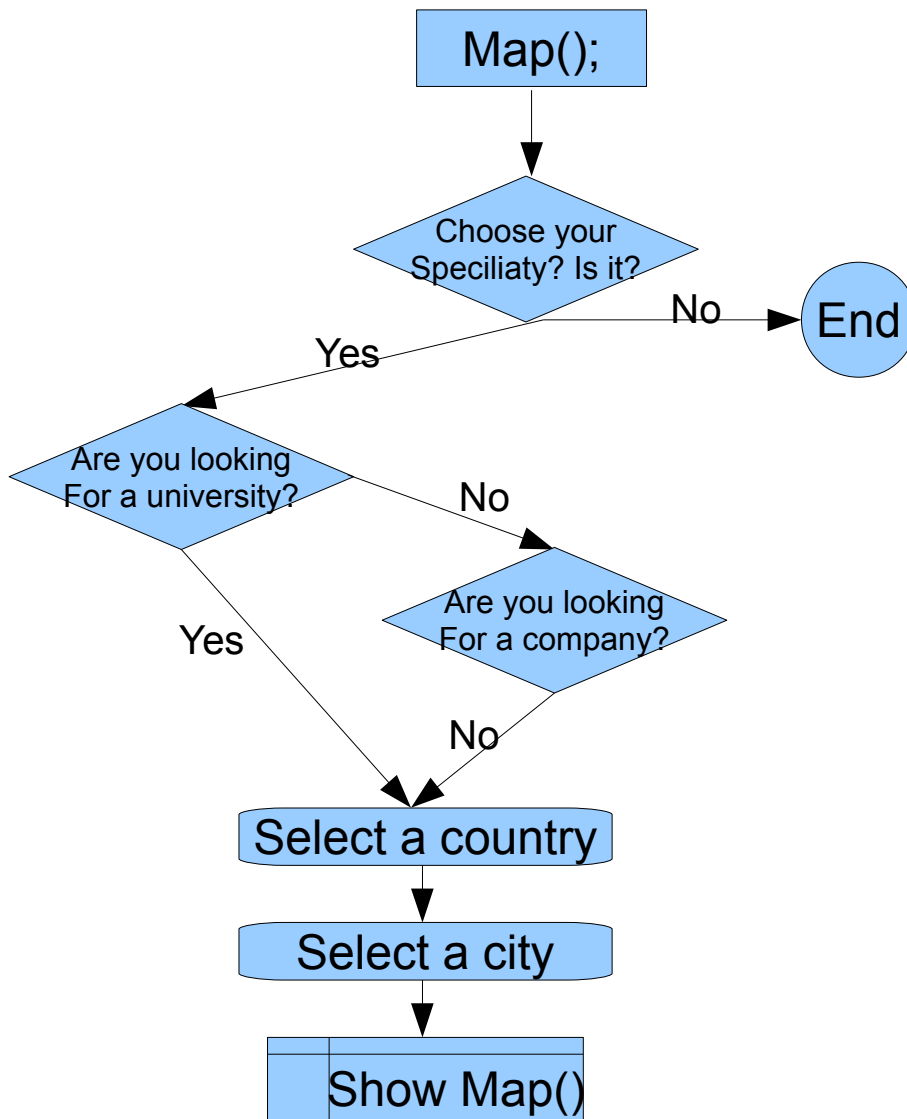 Map();
Choose your
Speciliaty? Is it?
No
End
Yes
Are you looking
For a university?
No
Are you looking
For a company?
Yes
No
Select a country
Select a city
Show Map()